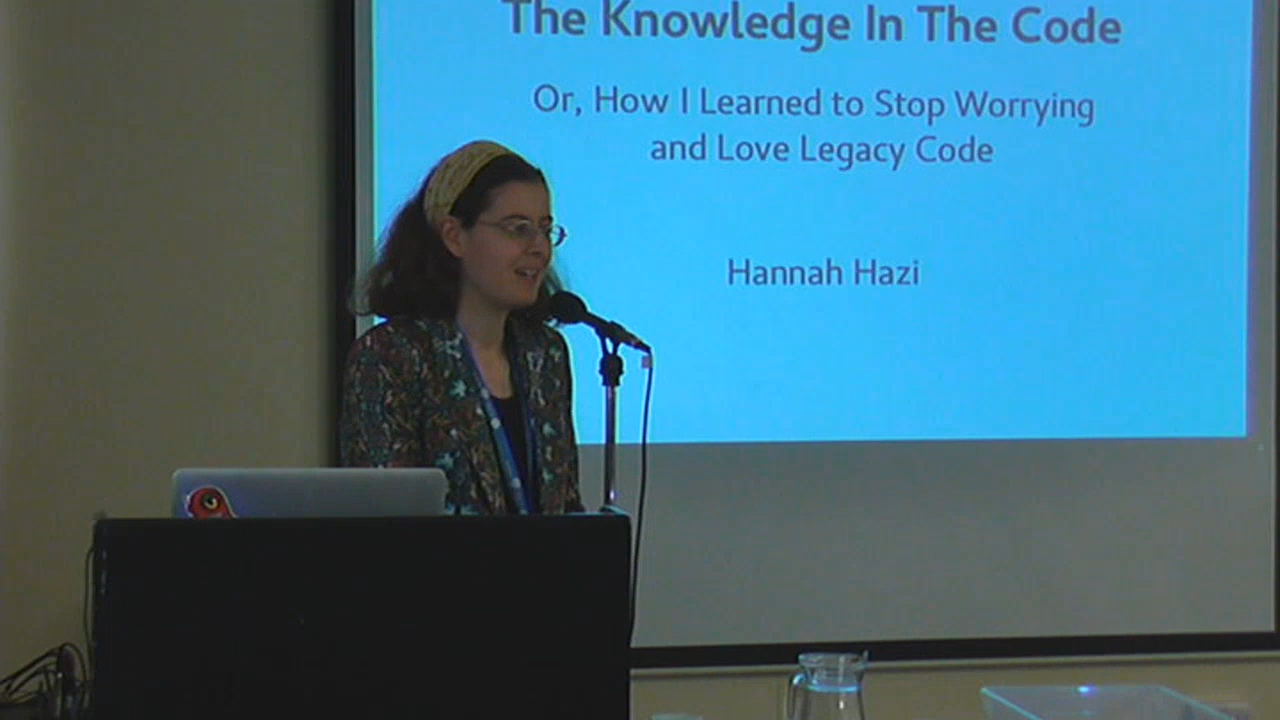 The Knowledge In The Code
Or, How I Learned to Stop Worrying
and Love Legacy Code
Hannah Hazi